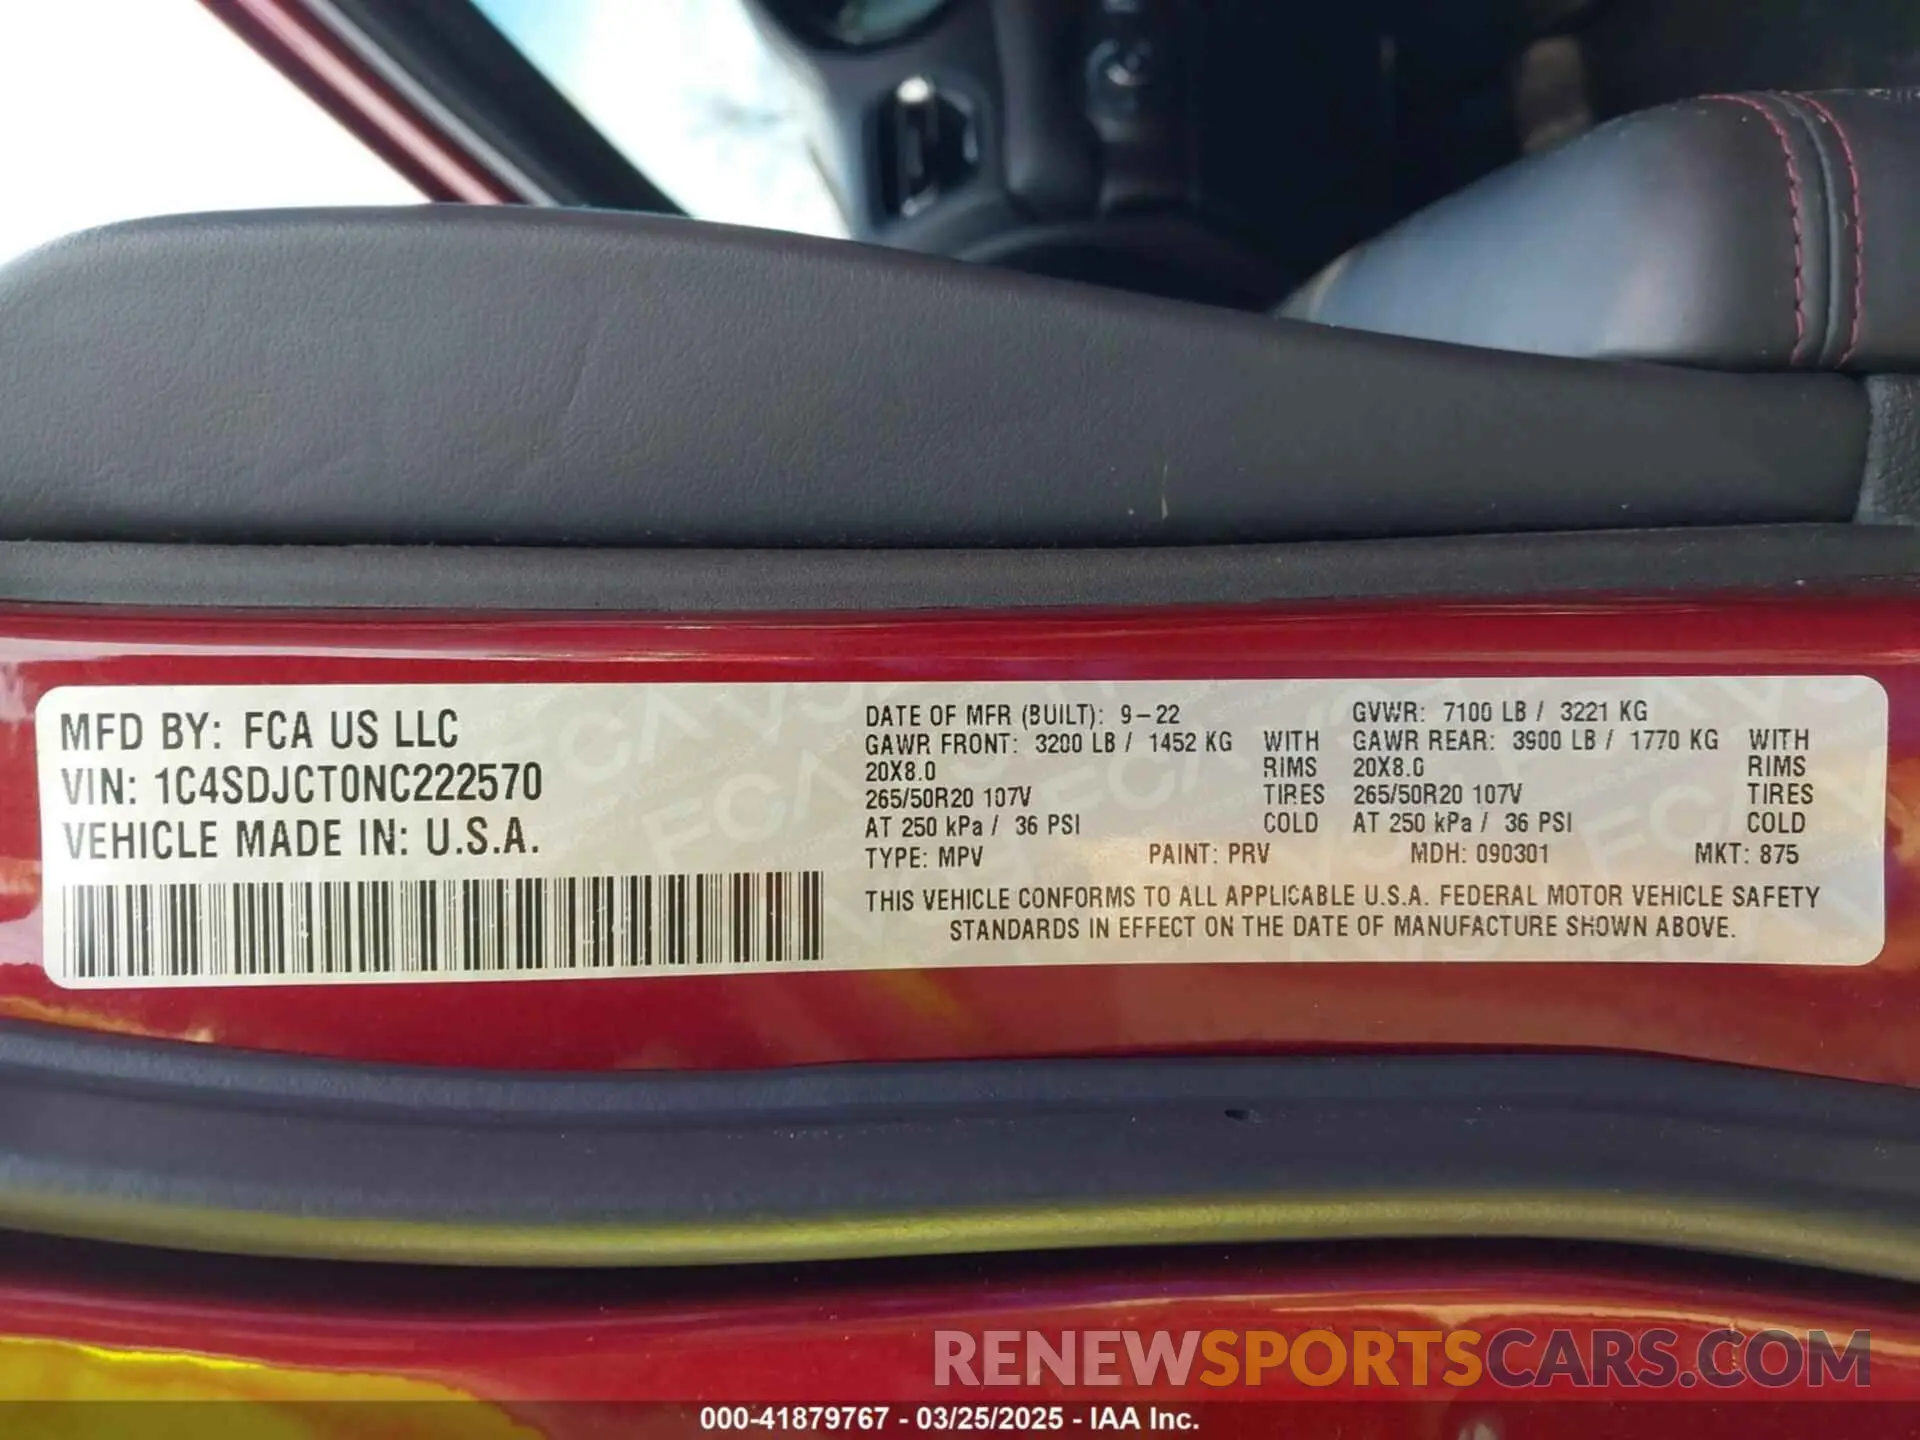 MFD BY: FCA US LLC
VIN: 1C4SDJCT0NC222570
VEHICLE MADE IN: U.S.A.
DATE OF MFR (BUILT): 9-22
GAWR FRONT: 3200 LB / 1452 KG WITH
20X8.0 RIMS
265/50R20 107V TIRES
AT 250 kPa / 36 PSI COLD
GVWR: 7100 LB / 3221 KG
GAWR REAR: 3900 LB / 1770 KG WITH
20X8.0 RIMS
265/50R20 107V TIRES
AT 250 kPa / 36 PSI COLD
TYPE: MPV PAINT: PRV MDH: 090301 MKT: 875
THIS VEHICLE CONFORMS TO ALL APPLICABLE U.S.A. FEDERAL MOTOR VEHICLE SAFETY
STANDARDS IN EFFECT ON THE DATE OF MANUFACTURE SHOWN ABOVE.
RENEWSPORTSCARS.COM
000-41879767 - 03/25/2025 - IAA Inc.